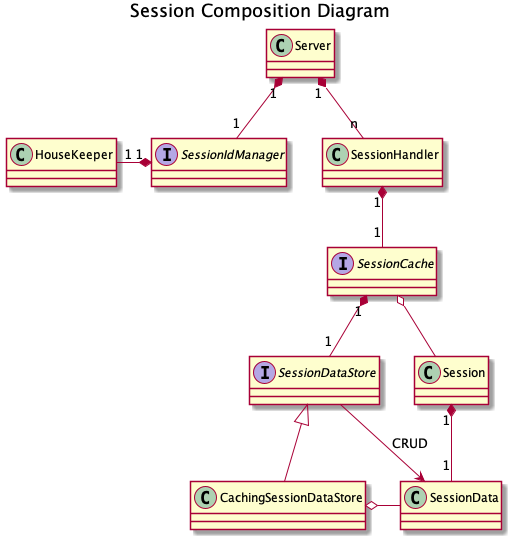 Session Composition Diagram
C Server
1 1
1 n
C HouseKeeper 1 1 I SessionIdManager C SessionHandler
1
1
I SessionCache
1
1
I SessionDataStore C Session
1
CRUD
1
C CachingSessionDataStore C SessionData